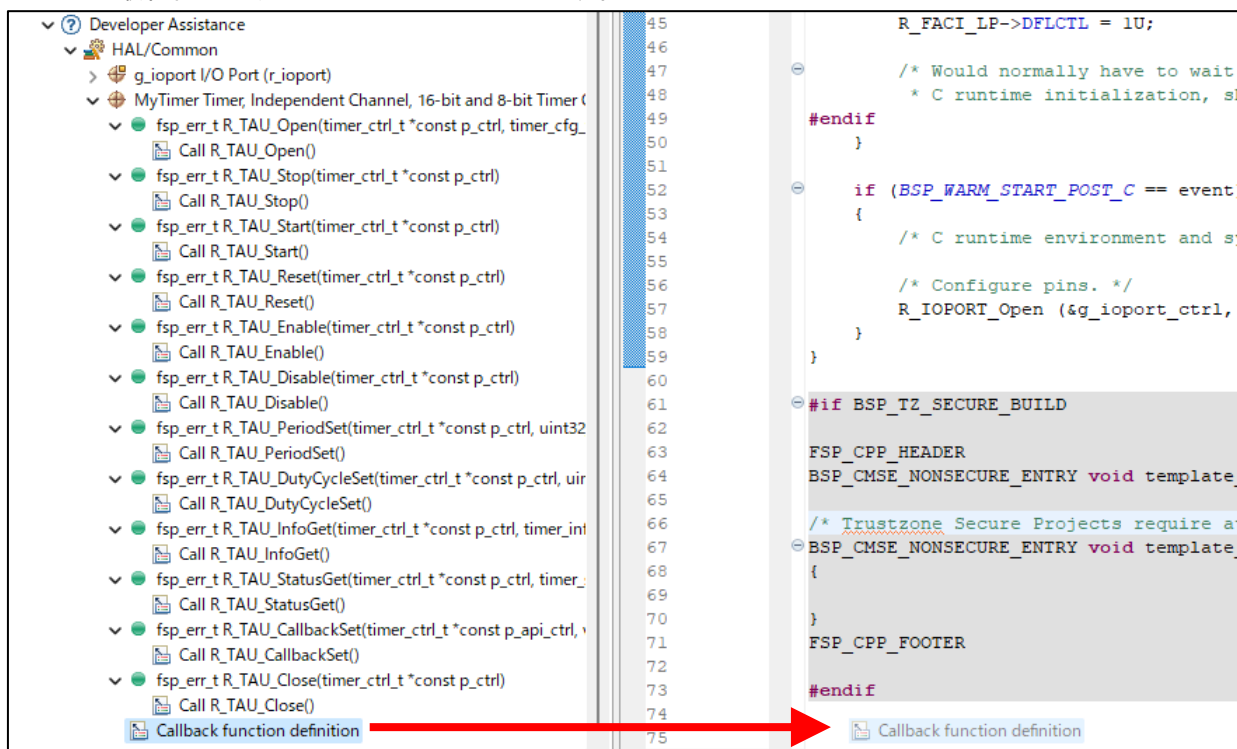 Developer Assistance
HAL/Common
g_ioport I/O Port (r_ioport)
MyTimer Timer, Independent Channel, 16-bit and 8-bit Timer (
fsp_err_t R_TAU_Open(timer_ctrl_t *const p_ctrl, timer_cfg_
Call R_TAU_Open()
fsp_err_t R_TAU_Stop(timer_ctrl_t *const p_ctrl)
Call R_TAU_Stop()
fsp_err_t R_TAU_Start(timer_ctrl_t *const p_ctrl)
Call R_TAU_Start()
fsp_err_t R_TAU_Reset(timer_ctrl_t *const p_ctrl)
Call R_TAU_Reset()
fsp_err_t R_TAU_Enable(timer_ctrl_t *const p_ctrl)
Call R_TAU_Enable()
fsp_err_t R_TAU_Disable(timer_ctrl_t *const p_ctrl)
Call R_TAU_Disable()
fsp_err_t R_TAU_PeriodSet(timer_ctrl_t *const p_ctrl, uint32
Call R_TAU_PeriodSet()
fsp_err_t R_TAU_DutyCycleSet(timer_ctrl_t *const p_ctrl, uin
Call R_TAU_DutyCycleSet()
fsp_err_t R_TAU_InfoGet(timer_ctrl_t *const p_ctrl, timer_inf
Call R_TAU_InfoGet()
fsp_err_t R_TAU_StatusGet(timer_ctrl_t *const p_ctrl, timer_
Call R_TAU_StatusGet()
fsp_err_t R_TAU_CallbackSet(timer_ctrl_t *const p_api_ctrl,
Call R_TAU_CallbackSet()
fsp_err_t R_TAU_Close(timer_ctrl_t *const p_ctrl)
Call R_TAU_Close()
Callback function definition
45 R_FACI_LP->DFLCTL = 1U;
46
47 /* Would normally have to wait
48 * C runtime initialization, s
49 #endif
50 }
51
52 if (BSP_WARM_START_POST_C == event
53 {
54 /* C runtime environment and s
55
56 /* Configure pins. */
57 R_IOPORT_Open (&g_ioport_ctrl,
58 }
59 }
60
61 #if BSP_TZ_SECURE_BUILD
62
63 FSP_CPP_HEADER
64 BSP_CMSE_NONSECURE_ENTRY void template_
65
66 /* Trustzone Secure Projects require a
67 BSP_CMSE_NONSECURE_ENTRY void template_
68 {
69
70 }
71 FSP_CPP_FOOTER
72
73 #endif
74
75 Callback function definition